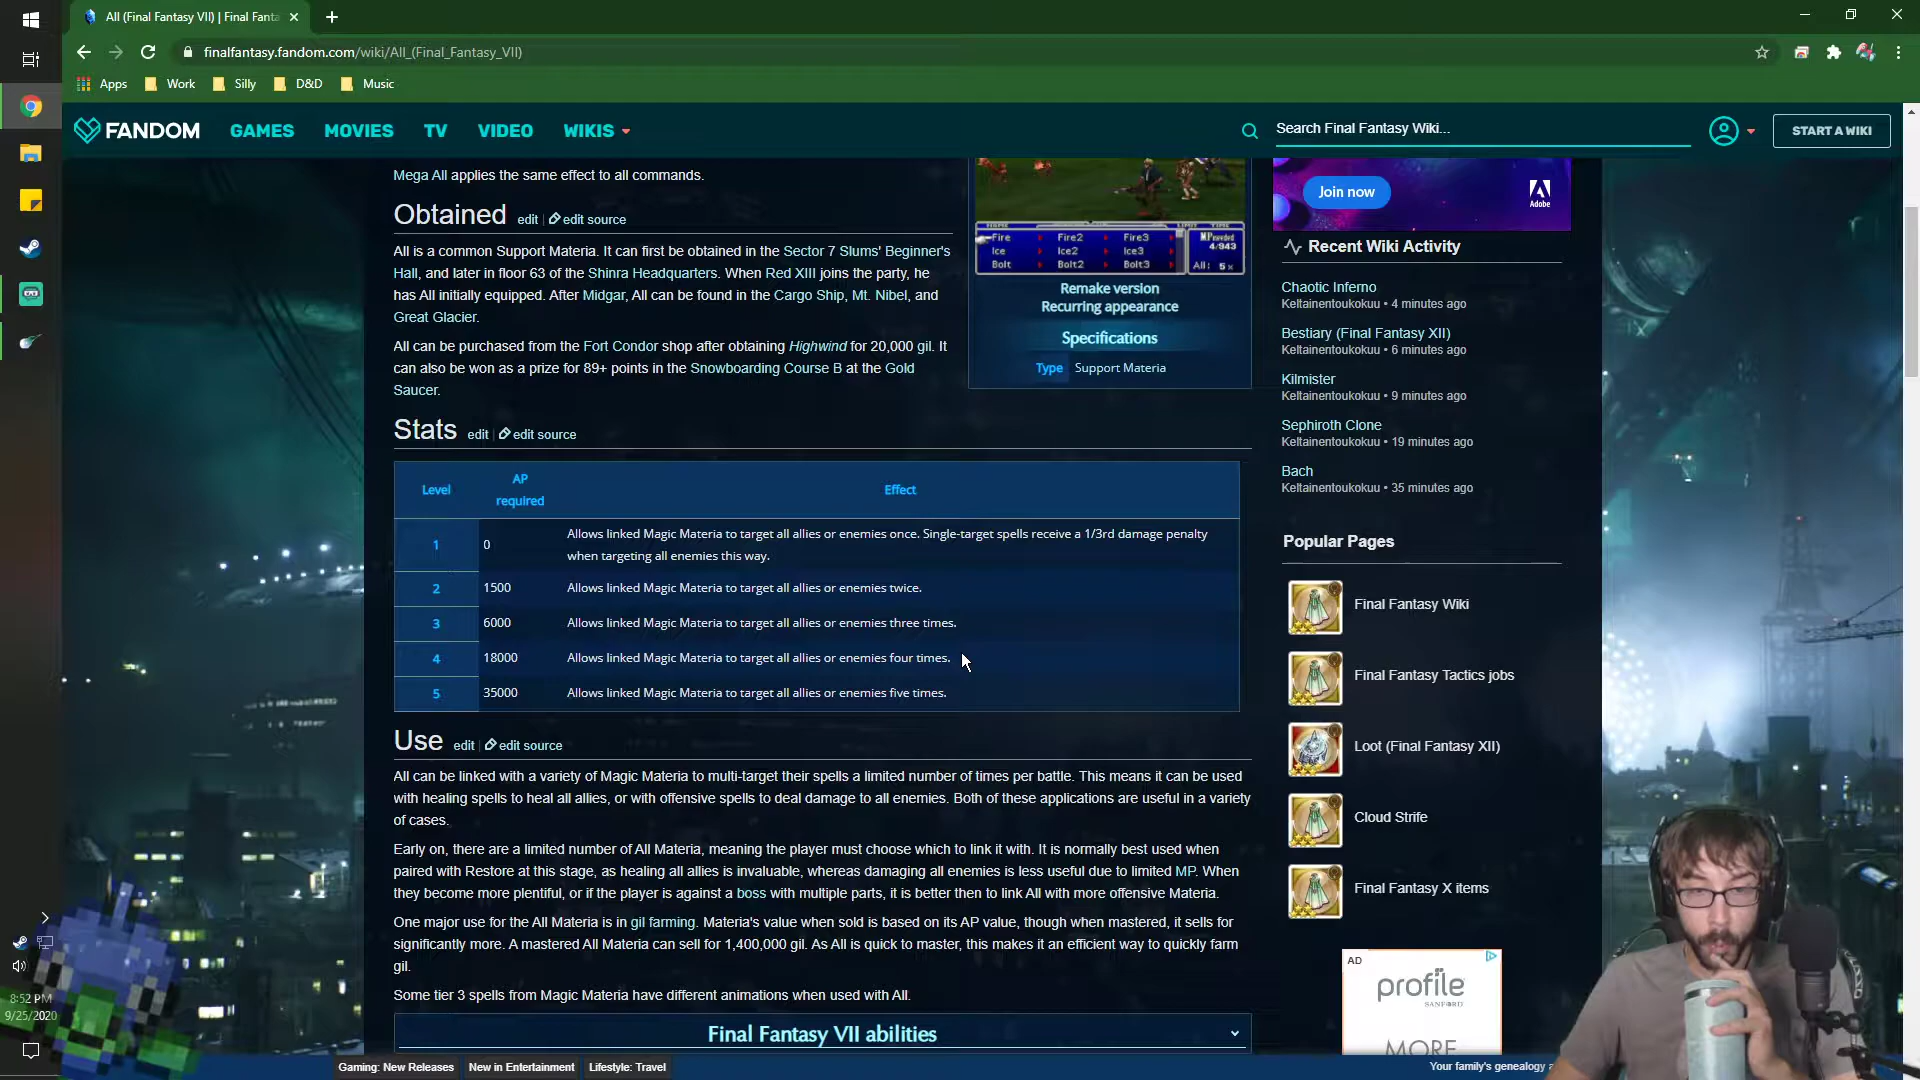 All (Final Fantasy VII) | Final Fanta
finalfantasy.fandom.com/wiki/All_(Final_Fantasy_VII)
Apps
Work
Silly
D&D
Music
FANDOM
GAMES
MOVIES
TV
VIDEO
WIKIS
Search Final Fantasy Wiki...
START A WIKI
Mega All applies the same effect to all commands.
Obtained edit | edit source
All is a common Support Materia. It can first be obtained in the Sector 7 Slums' Beginner's
Hall, and later in floor 63 of the Shinra Headquarters. When Red XIII joins the party, he
has All initially equipped. After Midgar, All can be found in the Cargo Ship, Mt. Nibel, and
Great Glacier.
All can be purchased from the Fort Condor shop after obtaining Highwind for 20,000 gil. It
can also be won as a prize for 89+ points in the Snowboarding Course B at the Gold
Saucer.
Fire Fire2 Fire3
Ice Ice2 Ice3
Bolt Bolt2 Bolt3
4/943
All: 5x
Remake version
Recurring appearance
Specifications
Type Support Materia
Stats edit | edit source
Level
AP
required
Effect
1 0 Allows linked Magic Materia to target all allies or enemies once. Single-target spells receive a 1/3rd damage penalty
when targeting all enemies this way.
2 1500 Allows linked Magic Materia to target all allies or enemies twice.
3 6000 Allows linked Magic Materia to target all allies or enemies three times.
4 18000 Allows linked Magic Materia to target all allies or enemies four times.
5 35000 Allows linked Magic Materia to target all allies or enemies five times.
Use edit | edit source
All can be linked with a variety of Magic Materia to multi-target their spells a limited number of times per battle. This means it can be used
with healing spells to heal all allies, or with offensive spells to deal damage to all enemies. Both of these applications are useful in a variety
of cases.
Early on, there are a limited number of All Materia, meaning the player must choose which to link it with. It is normally best used when
paired with Restore at this stage, as healing all allies is invaluable, whereas damaging all enemies is less useful due to limited MP. When
they become more plentiful, or if the player is against a boss with multiple parts, it is better then to link All with more offensive Materia.
One major use for the All Materia is in gil farming. Materia's value when sold is based on its AP value, though when mastered, it sells for
significantly more. A mastered All Materia can sell for 1,400,000 gil. As All is quick to master, this makes it an efficient way to quickly farm
gil.
Some tier 3 spells from Magic Materia have different animations when used with All.
Final Fantasy VII abilities
Join now
Adobe
Recent Wiki Activity
Chaotic Inferno
Keltainentoukokuu • 4 minutes ago
Bestiary (Final Fantasy XII)
Keltainentoukokuu • 6 minutes ago
Kilmister
Keltainentoukokuu • 9 minutes ago
Sephiroth Clone
Keltainentoukokuu • 19 minutes ago
Bach
Keltainentoukokuu • 35 minutes ago
Popular Pages
Final Fantasy Wiki
Final Fantasy Tactics jobs
Loot (Final Fantasy XII)
Cloud Strife
Final Fantasy X items
AD
profile
SANFORD
MORE
8:52 PM
9/25/2020
Gaming: New Releases
New in Entertainment
Lifestyle: Travel
Your family's genealogy